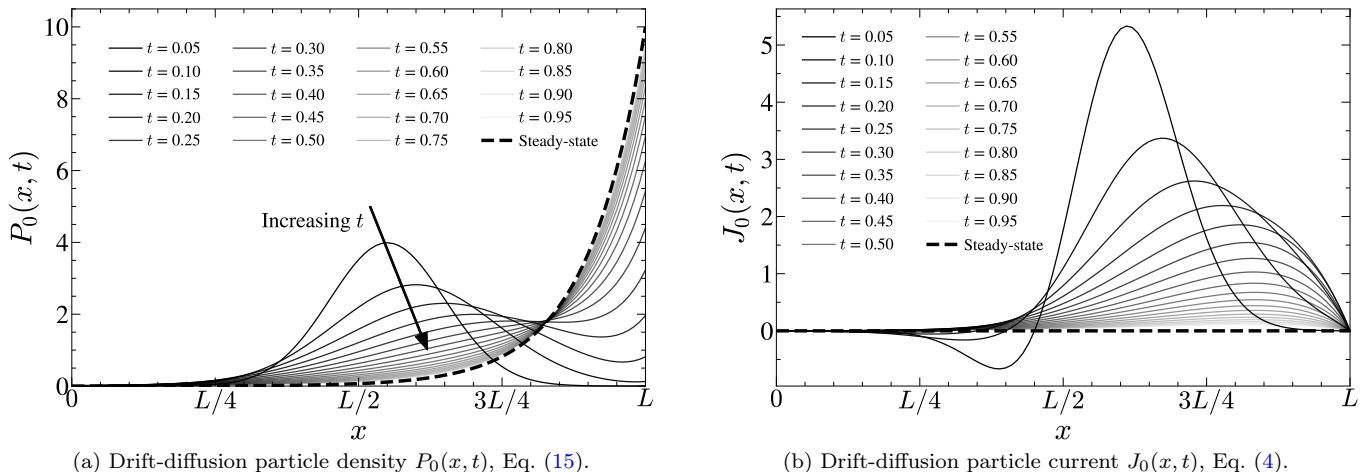 P₀(x, t)
10
8
6
4
2
0
t = 0.05 t = 0.30 t = 0.55 t = 0.80
t = 0.10 t = 0.35 t = 0.60 t = 0.85
t = 0.15 t = 0.40 t = 0.65 t = 0.90
t = 0.20 t = 0.45 t = 0.70 t = 0.95
t = 0.25 t = 0.50 t = 0.75 Steady-state
Increasing t
0 L/4 L/2 3L/4 L
x
(a) Drift-diffusion particle density P₀(x, t), Eq. (15).
J₀(x, t)
5
4
3
2
1
0
t = 0.05 t = 0.55
t = 0.10 t = 0.60
t = 0.15 t = 0.65
t = 0.20 t = 0.70
t = 0.25 t = 0.75
t = 0.30 t = 0.80
t = 0.35 t = 0.85
t = 0.40 t = 0.90
t = 0.45 t = 0.95
t = 0.50 Steady-state
0 L/4 L/2 3L/4 L
x
(b) Drift-diffusion particle current J₀(x, t), Eq. (4).